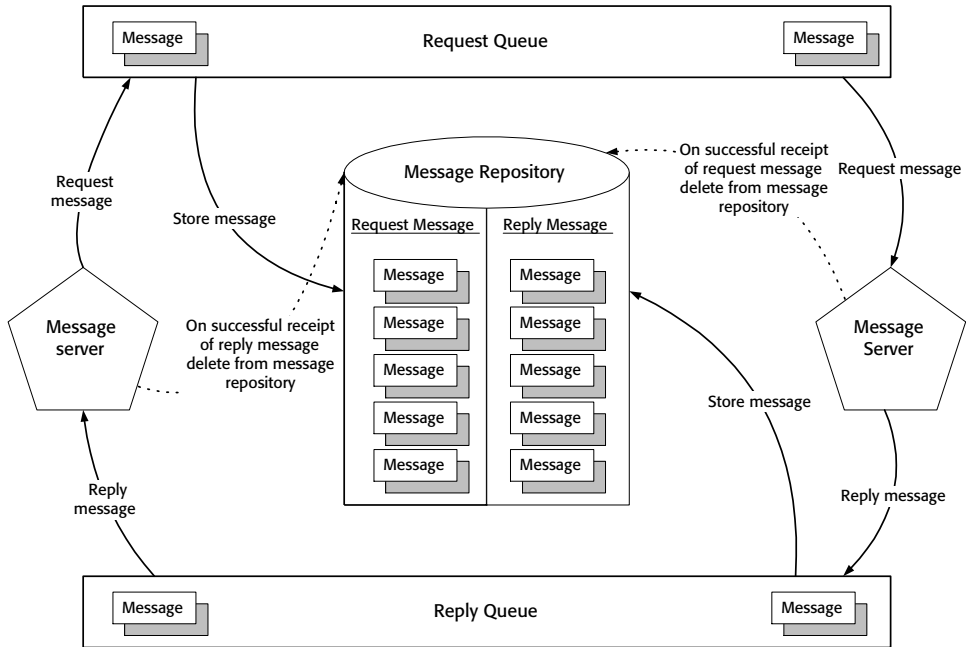 Message
Request Queue
Message
Request
message
Store message
Message Repository
On successful receipt
of request message
delete from message
repository
Request message
Request Message
Reply Message
Message
Message
Message
Message
Message
Message
Message
Message
Message
Message
Message
server
On successful receipt
of reply message
delete from message
repository
Message
Server
Store message
Reply
message
Reply message
Message
Reply Queue
Message